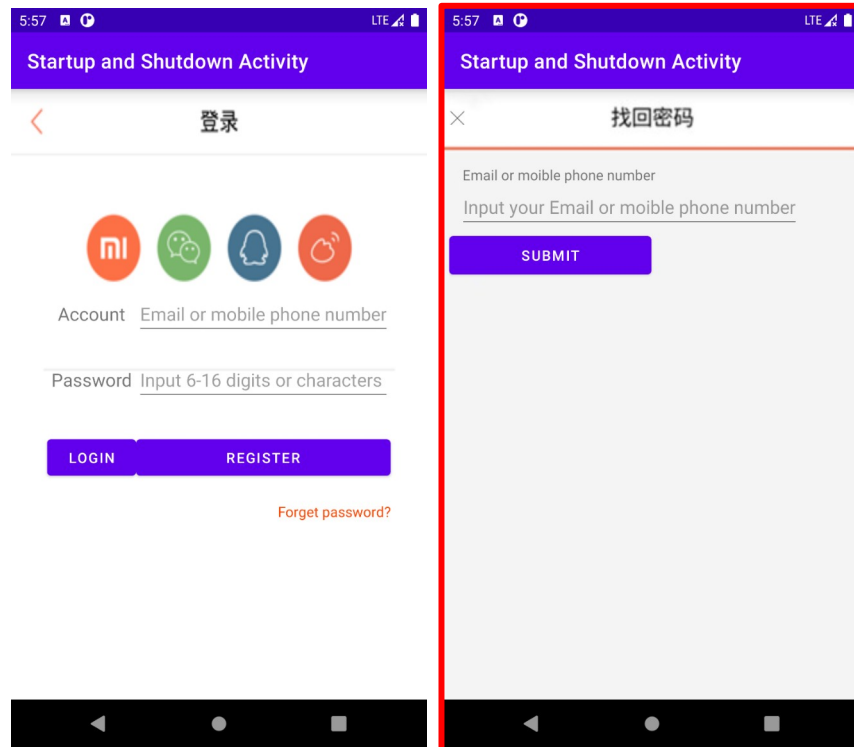 5:57
LTE
Startup and Shutdown Activity
登录
Account Email or mobile phone number
Password Input 6-16 digits or characters
LOGIN REGISTER
Forget password?
5:57
LTE
Startup and Shutdown Activity
找回密码
Email or moible phone number
Input your Email or moible phone number
SUBMIT